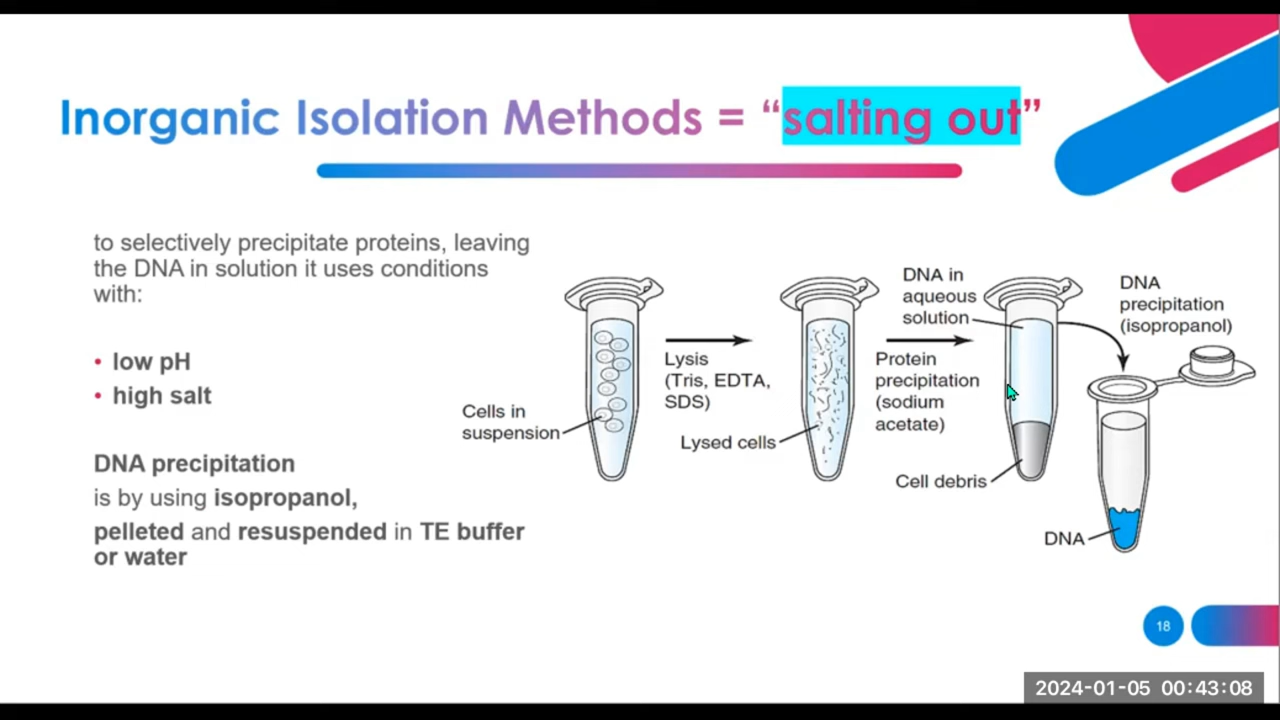 Inorganic Isolation Methods = “salting out”
to selectively precipitate proteins, leaving
the DNA in solution it uses conditions
with:
• low pH
• high salt
DNA precipitation
is by using isopropanol,
pelleted and resuspended in TE buffer
or water
Cells in
suspension
Lysis
(Tris, EDTA,
SDS)
Lysed cells
Protein
precipitation
(sodium
acetate)
DNA in
aqueous
solution
Cell debris
DNA
precipitation
(isopropanol)
DNA
18
2024-01-05 00:43:08